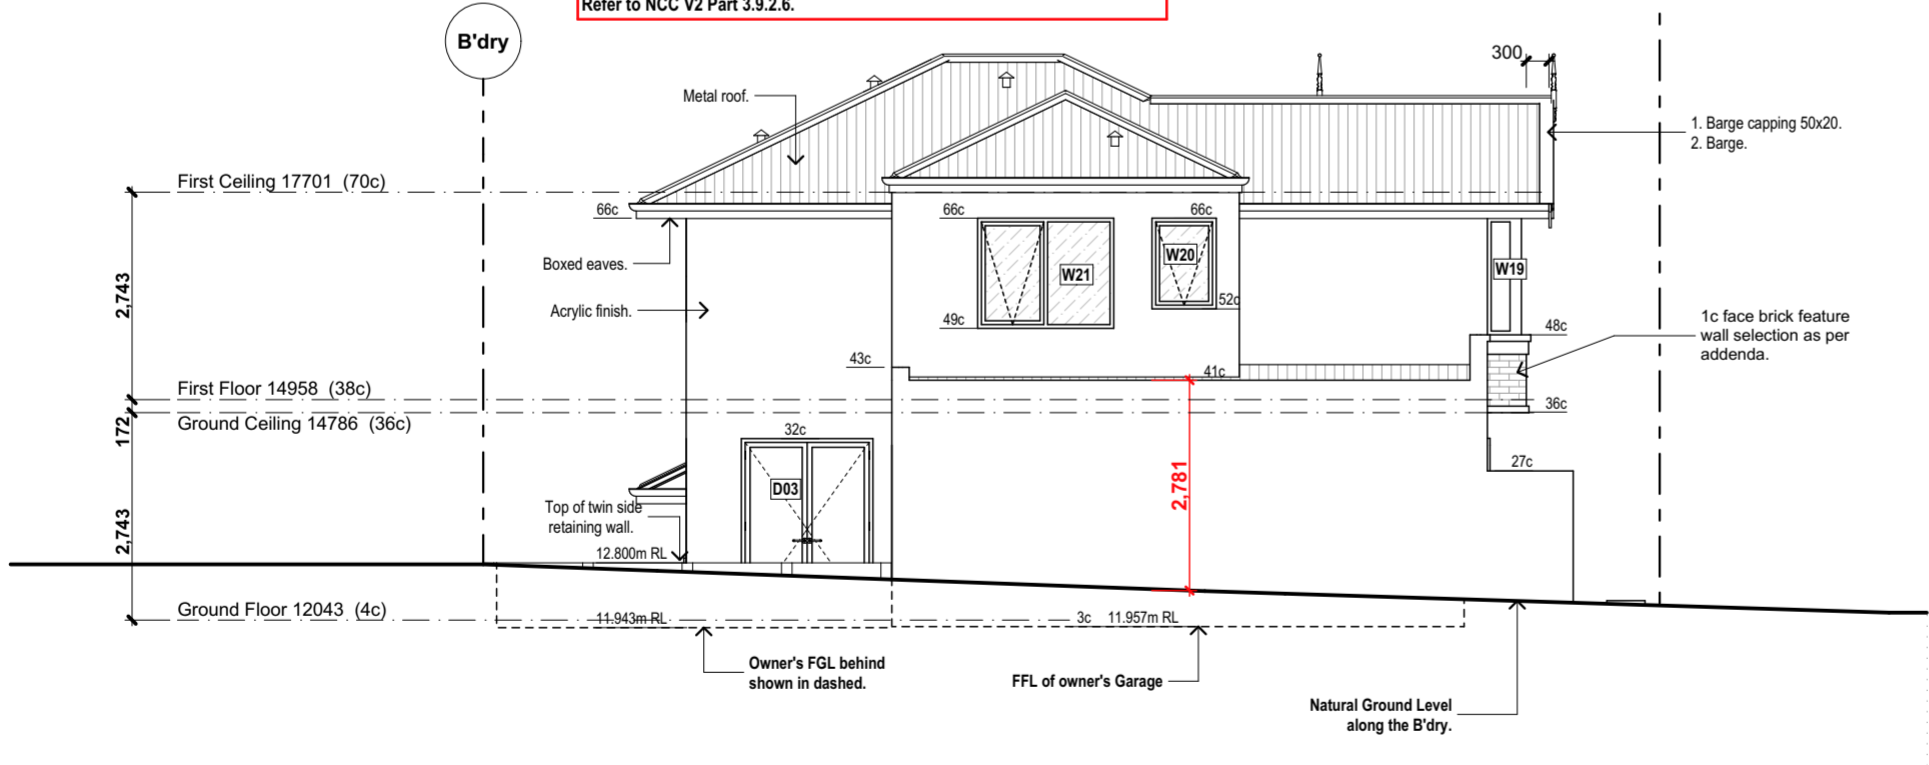 Refer to NCC V2 Part 3.9.2.6.
B'dry
300
Metal roof.
1. Barge capping 50x20.
2. Barge.
First Ceiling 17701 (70c)
66c
66c
66c
Boxed eaves.
W21
W20
W19
2,743
Acrylic finish.
52c
49c
48c
1c face brick feature
wall selection as per
addenda.
43c
41c
First Floor 14958 (38c)
36c
172
Ground Ceiling 14786 (36c)
32c
27c
D03
2,781
Top of twin side
retaining wall.
2,743
12.800m RL
Ground Floor 12043 (4c)
11.943m RL
3c 11.957m RL
Owner's FGL behind
shown in dashed.
FFL of owner's Garage
Natural Ground Level
along the B'dry.